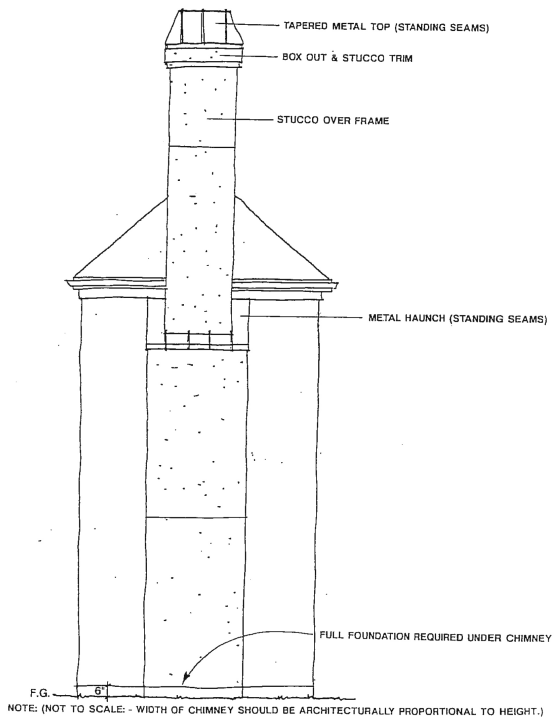 TAPERED METAL TOP (STANDING SEAMS)
BOX OUT & STUCCO TRIM
STUCCO OVER FRAME
METAL HAUNCH (STANDING SEAMS)
FULL FOUNDATION REQUIRED UNDER CHIMNEY
F.G.
6"
NOTE: (NOT TO SCALE: - WIDTH OF CHIMNEY SHOULD BE ARCHITECTURALLY PROPORTIONAL TO HEIGHT.)